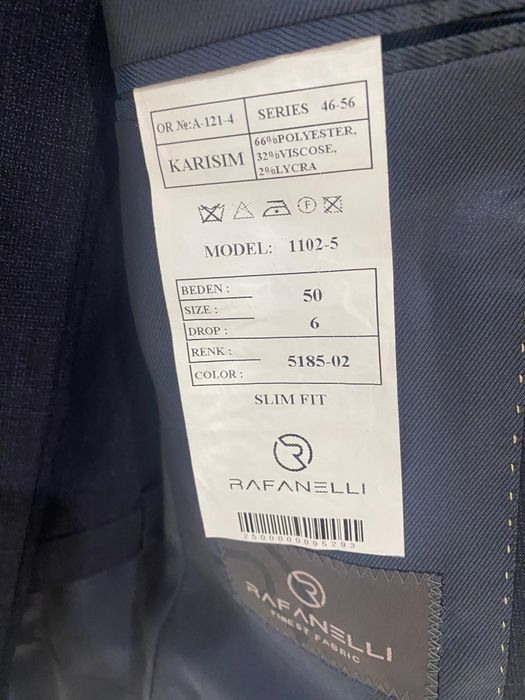 OR №:A-121-4
SERIES 46-56
KARISIM
66%POLYESTER,
32%VISCOSE,
2%LYCRA
F
MODEL: 1102-5
BEDEN :
SIZE :
50
DROP :
6
RENK :
COLOR :
5185-02
SLIM FIT
RAFANELLI
2500000095293
RAFANELLI
FINEST FABRIC